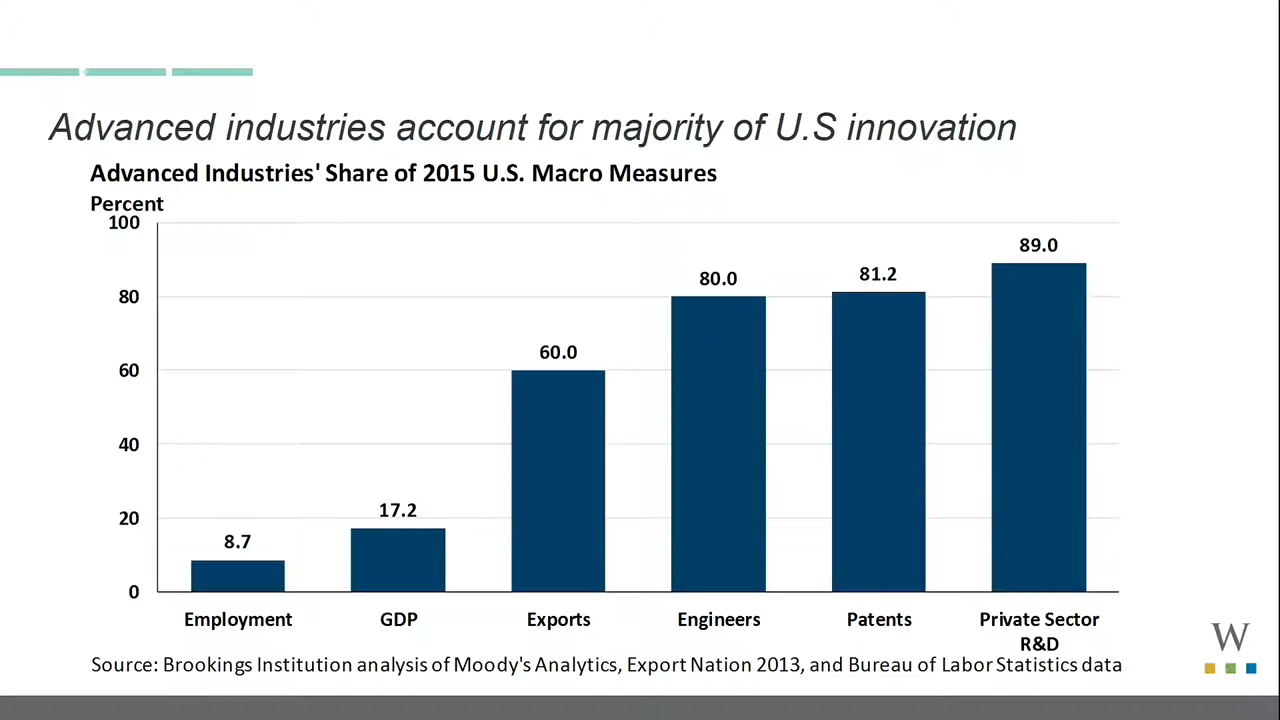 Advanced industries account for majority of U.S innovation
Advanced Industries' Share of 2015 U.S. Macro Measures
Percent
100
80
60
40
20
0
8.7
17.2
60.0
80.0
81.2
89.0
Employment
GDP
Exports
Engineers
Patents
Private Sector
R&D
Source: Brookings Institution analysis of Moody's Analytics, Export Nation 2013, and Bureau of Labor Statistics data
W